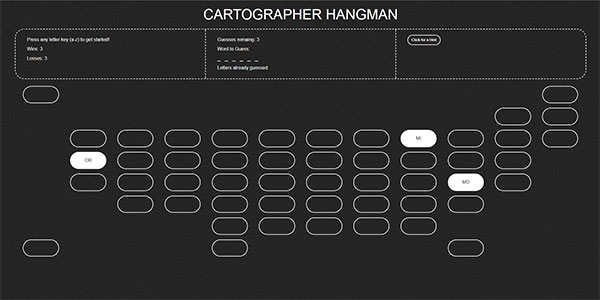 CARTOGRAPHER HANGMAN
Press any letter key (a-z) to get started!
Wins: 3
Losses: 3
Guesses remaing: 3
Word to Guess:
_ _ _ _ _ _
Letters already guessed:
Click for a Hint
MI
OR
MD